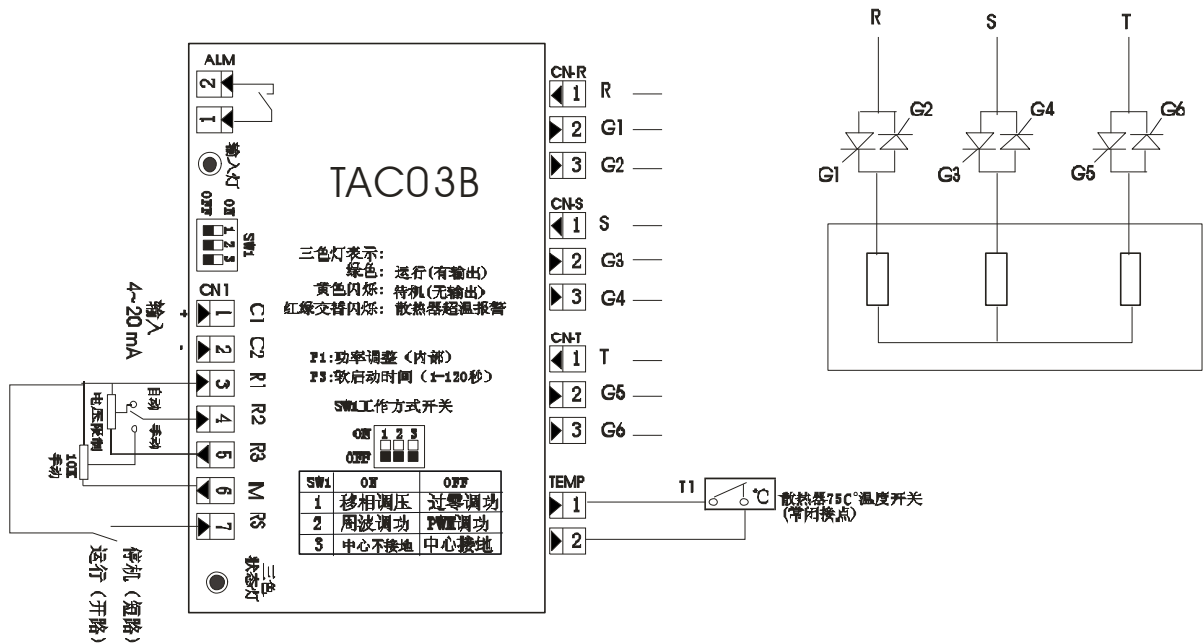 ALM
2
1
输入灯
OFF ON
1
2
3
SW1
CN1
4~20 mA
输入
+
-
1 C1
2 C2
3 R1
4 R2
5 R3
6 IM
7 RS
自动
手动
电压限制
10K
手动
停机（短路）
运行（开路）
三色
状态灯
TAC03B
三色灯表示:
绿色: 运行(有输出)
黄色闪烁: 待机(无输出)
红绿交替闪烁: 散热器超温报警
P1:功率调整（内部）
P3:软启动时间（1-120秒）
SW1工作方式开关
ON 1 2 3
OFF
SW1 ON OFF
1 移相调压 过零调功
2 周波调功 PWM调功
3 中心不接地 中心接地
CN-R
1 R
2 G1
3 G2
CN-S
1 S
2 G3
3 G4
CN-T
1 T
2 G5
3 G6
TEMP
1
2
T1
°C
散热器75C°温度开关
(常闭接点)
R S T
G2 G4 G6
G1 G3 G5